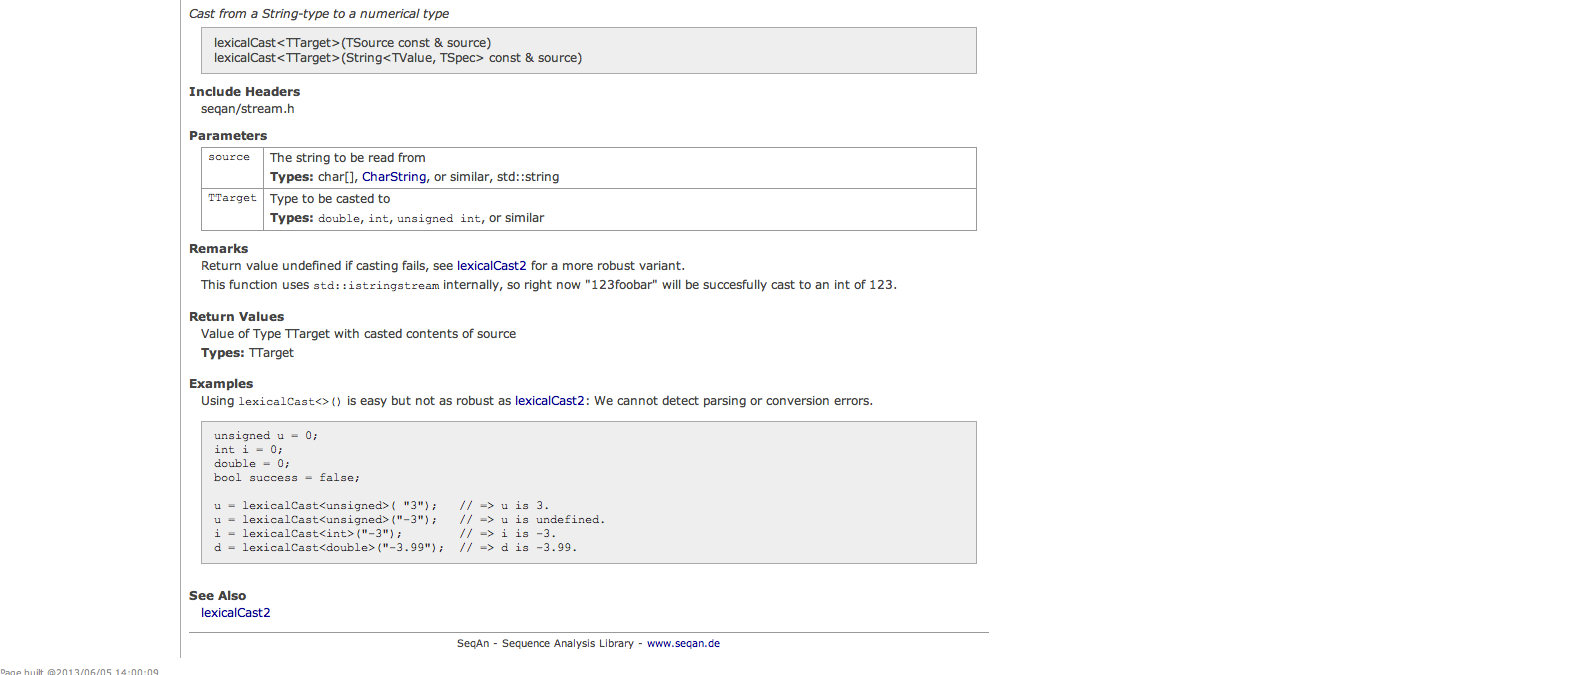 Cast from a String-type to a numerical type
lexicalCast<TTarget>(TSource const & source)
lexicalCast<TTarget>(String<TValue, TSpec> const & source)
Include Headers
seqan/stream.h
Parameters
source The string to be read from
Types: char[], CharString, or similar, std::string
TTarget Type to be casted to
Types: double, int, unsigned int, or similar
Remarks
Return value undefined if casting fails, see lexicalCast2 for a more robust variant.
This function uses std::istringstream internally, so right now "123foobar" will be succesfully cast to an int of 123.
Return Values
Value of Type TTarget with casted contents of source
Types: TTarget
Examples
Using lexicalCast<>() is easy but not as robust as lexicalCast2: We cannot detect parsing or conversion errors.
unsigned u = 0;
int i = 0;
double = 0;
bool success = false;
u = lexicalCast<unsigned>( "3");   // => u is 3.
u = lexicalCast<unsigned>("-3");   // => u is undefined.
i = lexicalCast<int>("-3");        // => i is -3.
d = lexicalCast<double>("-3.99");  // => d is -3.99.
See Also
lexicalCast2
SeqAn - Sequence Analysis Library - www.seqan.de
Page built @2013/06/05 14:00:09